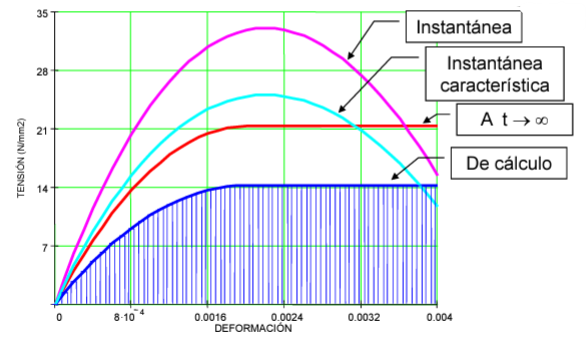 35
Instantánea
28
Instantánea
característica
21
A t → ∞
De cálculo
14
7
TENSIÓN (N/mm2)
0
8·10⁻⁴
0.0016
0.0024
0.0032
0.004
DEFORMACIÓN